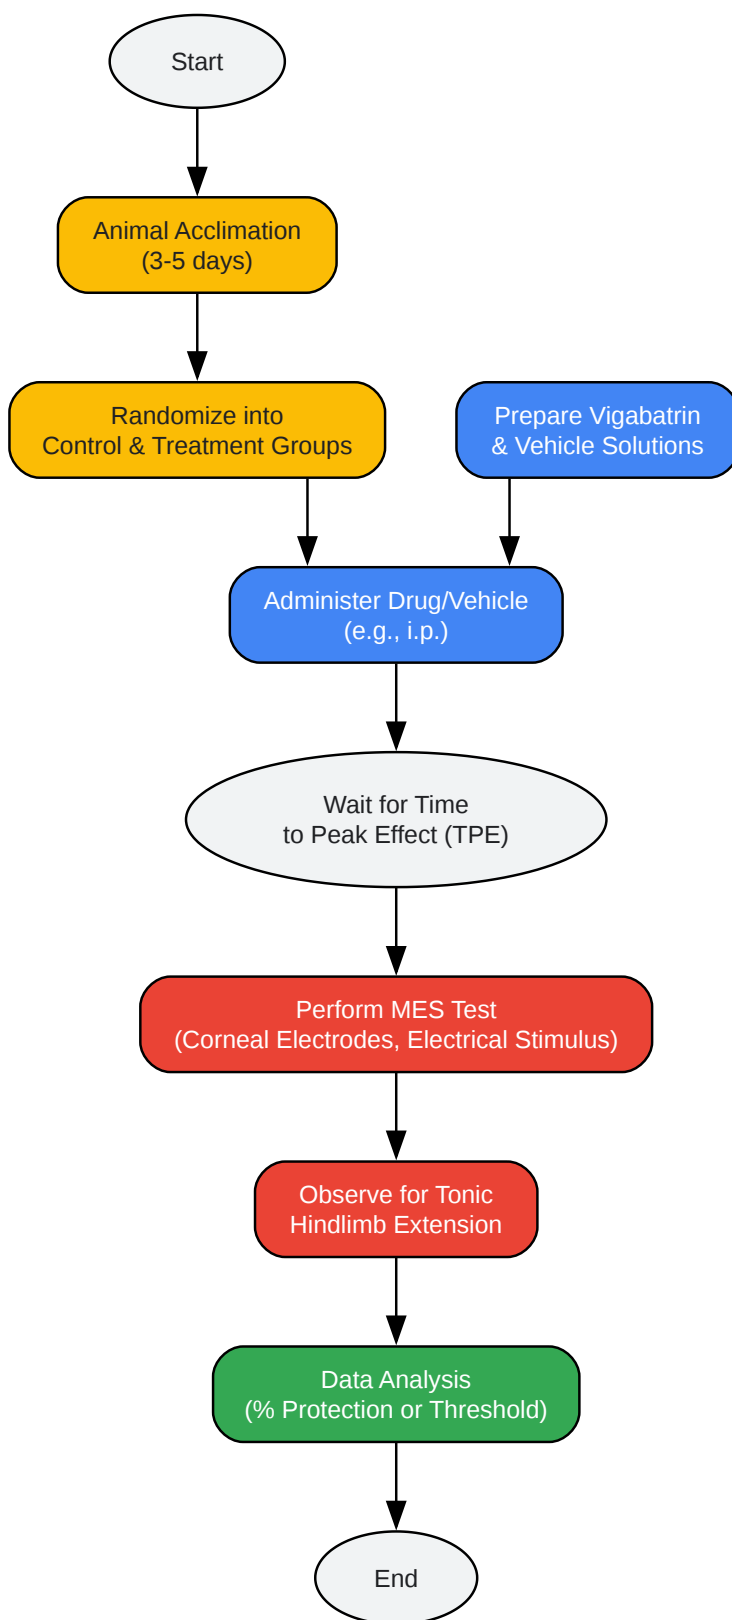 Start
Animal Acclimation
(3-5 days)
Randomize into
Control & Treatment Groups
Prepare Vigabatrin
& Vehicle Solutions
Administer Drug/Vehicle
(e.g., i.p.)
Wait for Time
to Peak Effect (TPE)
Perform MES Test
(Corneal Electrodes, Electrical Stimulus)
Observe for Tonic
Hindlimb Extension
Data Analysis
(% Protection or Threshold)
End